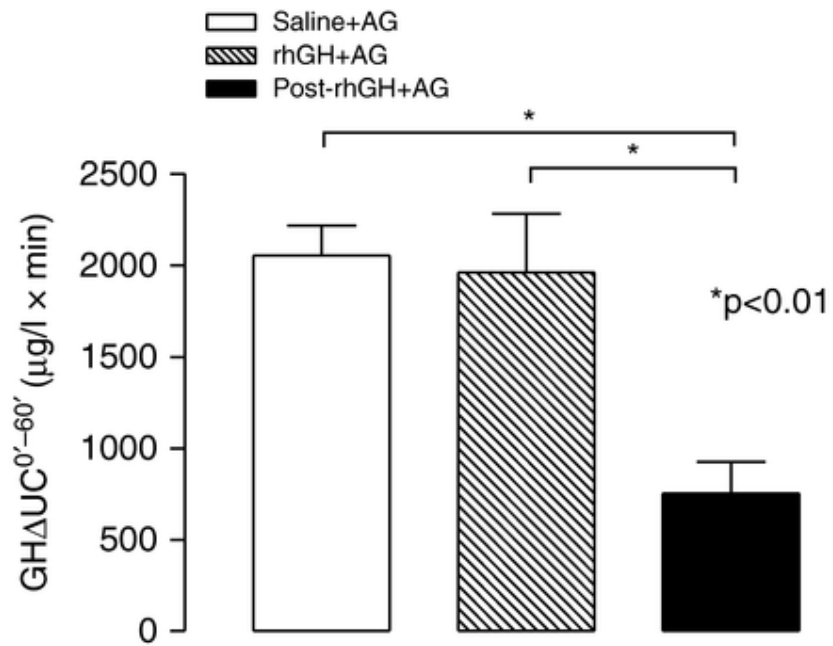 Saline+AG
rhGH+AG
Post-rhGH+AG
*
*
2500
2000
1500
1000
500
0
GHΔUC0′–60′ (μg/l × min)
*p<0.01